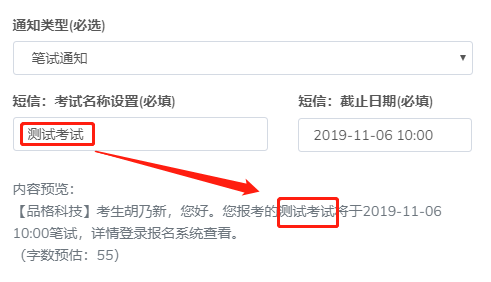 通知类型(必选)
笔试通知
短信：考试名称设置(必填)
短信：截止日期(必填)
测试考试
2019-11-06 10:00
内容预览：
【品格科技】考生胡乃新，您好。您报考的测试考试将于2019-11-06
10:00笔试，详情登录报名系统查看。
（字数预估：55）